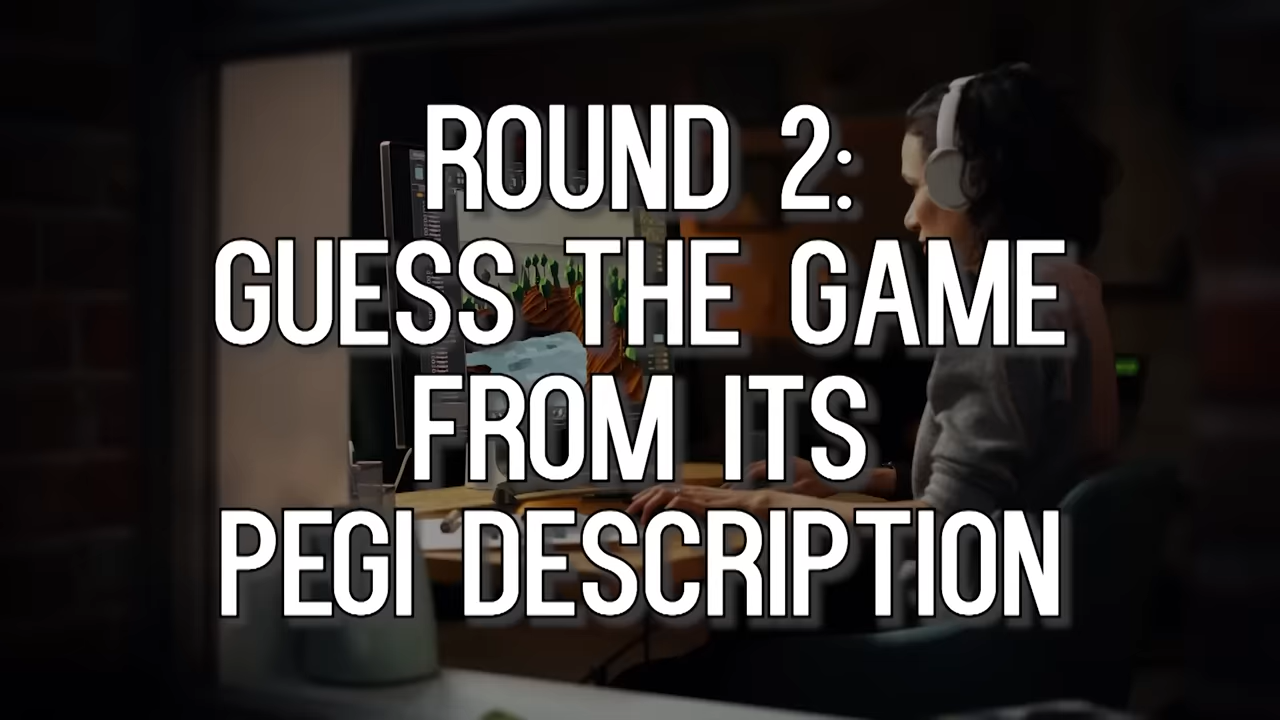 ROUND 2:
GUESS THE GAME
FROM ITS
PEGI DESCRIPTION